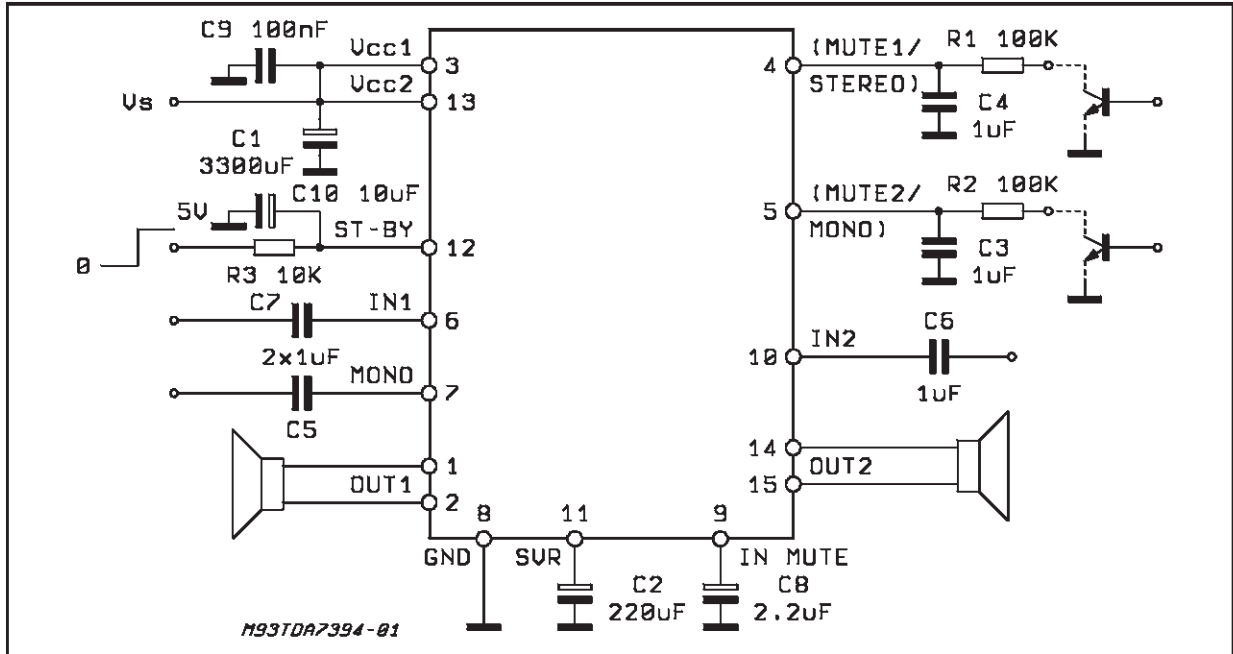 C9 100nF
Vcc1
3
Vcc2
13
Vs
C1
3300uF
C10 10uF
5V
0
ST-BY
12
R3 10K
C7
IN1
6
2x1uF
MONO
7
C5
1
OUT1
2
8
GND
11
SVR
C2
220uF
9
IN MUTE
C8
2.2uF
4
(MUTE1/
STEREO)
R1 100K
C4
1uF
5
(MUTE2/
MONO)
R2 100K
C3
1uF
10
IN2
C6
1uF
14
OUT2
15
M93TDA7394-01